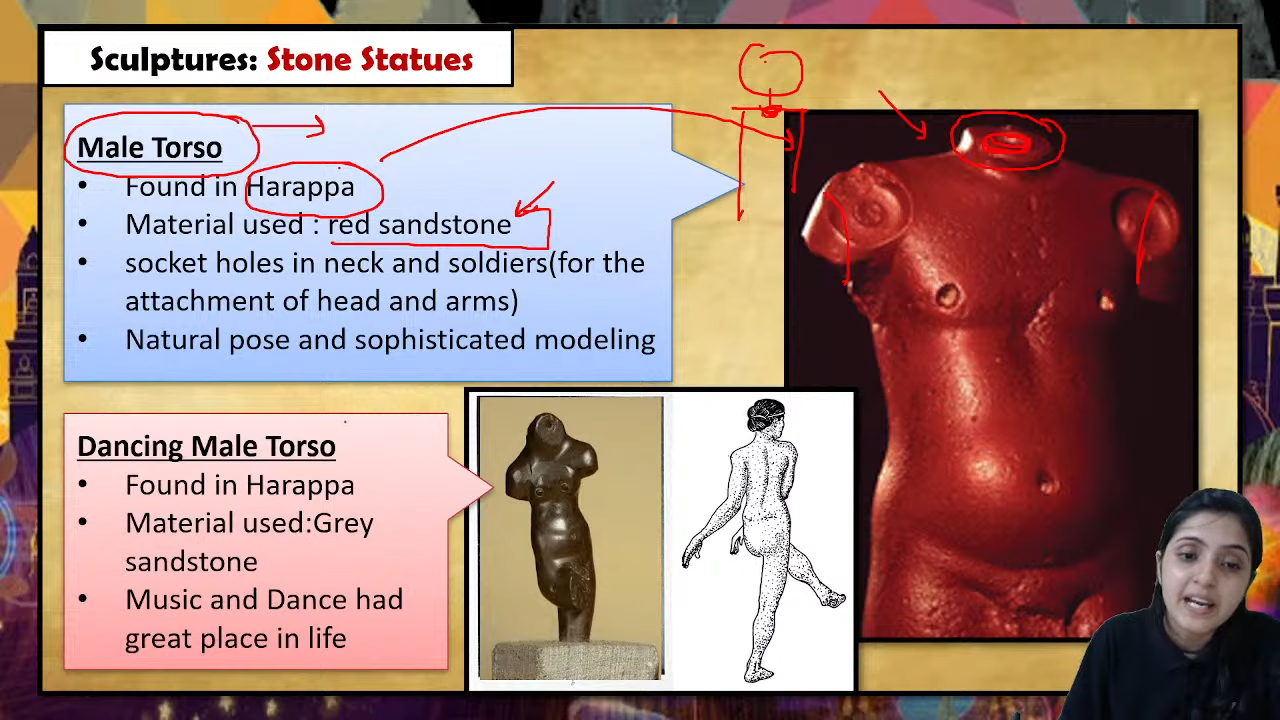 Sculptures: Stone Statues
Male Torso
• Found in Harappa
• Material used : red sandstone
• socket holes in neck and soldiers(for the
attachment of head and arms)
• Natural pose and sophisticated modeling
Dancing Male Torso
• Found in Harappa
• Material used:Grey
sandstone
• Music and Dance had
great place in life